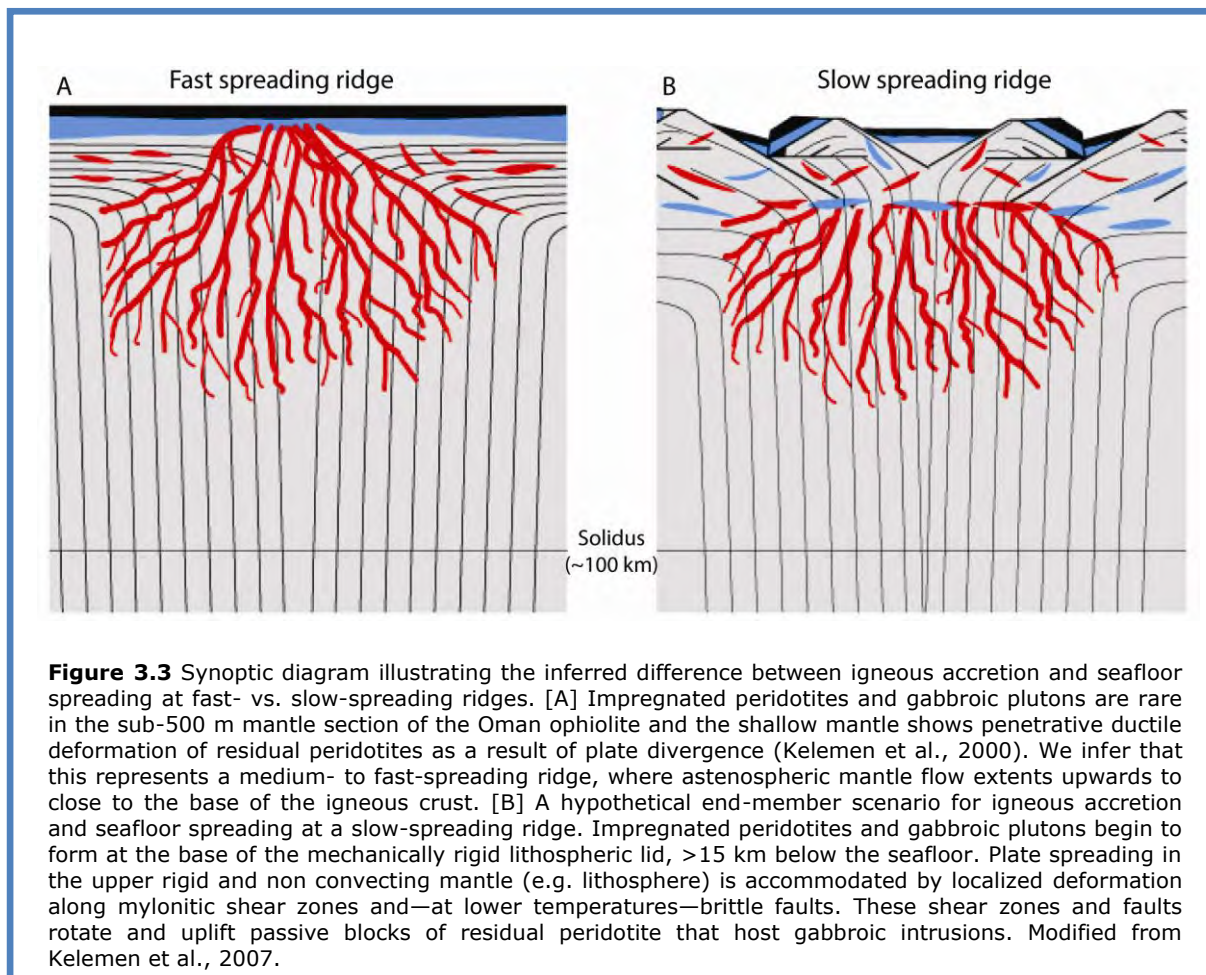 A
Fast spreading ridge
B
Slow spreading ridge
Solidus
(~100 km)
Figure 3.3 Synoptic diagram illustrating the inferred difference between igneous accretion and seafloor
spreading at fast- vs. slow-spreading ridges. [A] Impregnated peridotites and gabbroic plutons are rare
in the sub-500 m mantle section of the Oman ophiolite and the shallow mantle shows penetrative ductile
deformation of residual peridotites as a result of plate divergence (Kelemen et al., 2000). We infer that
this represents a medium- to fast-spreading ridge, where astenospheric mantle flow extents upwards to
close to the base of the igneous crust. [B] A hypothetical end-member scenario for igneous accretion
and seafloor spreading at a slow-spreading ridge. Impregnated peridotites and gabbroic plutons begin to
form at the base of the mechanically rigid lithospheric lid, >15 km below the seafloor. Plate spreading in
the upper rigid and non convecting mantle (e.g. lithosphere) is accommodated by localized deformation
along mylonitic shear zones and—at lower temperatures—brittle faults. These shear zones and faults
rotate and uplift passive blocks of residual peridotite that host gabbroic intrusions. Modified from
Kelemen et al., 2007.